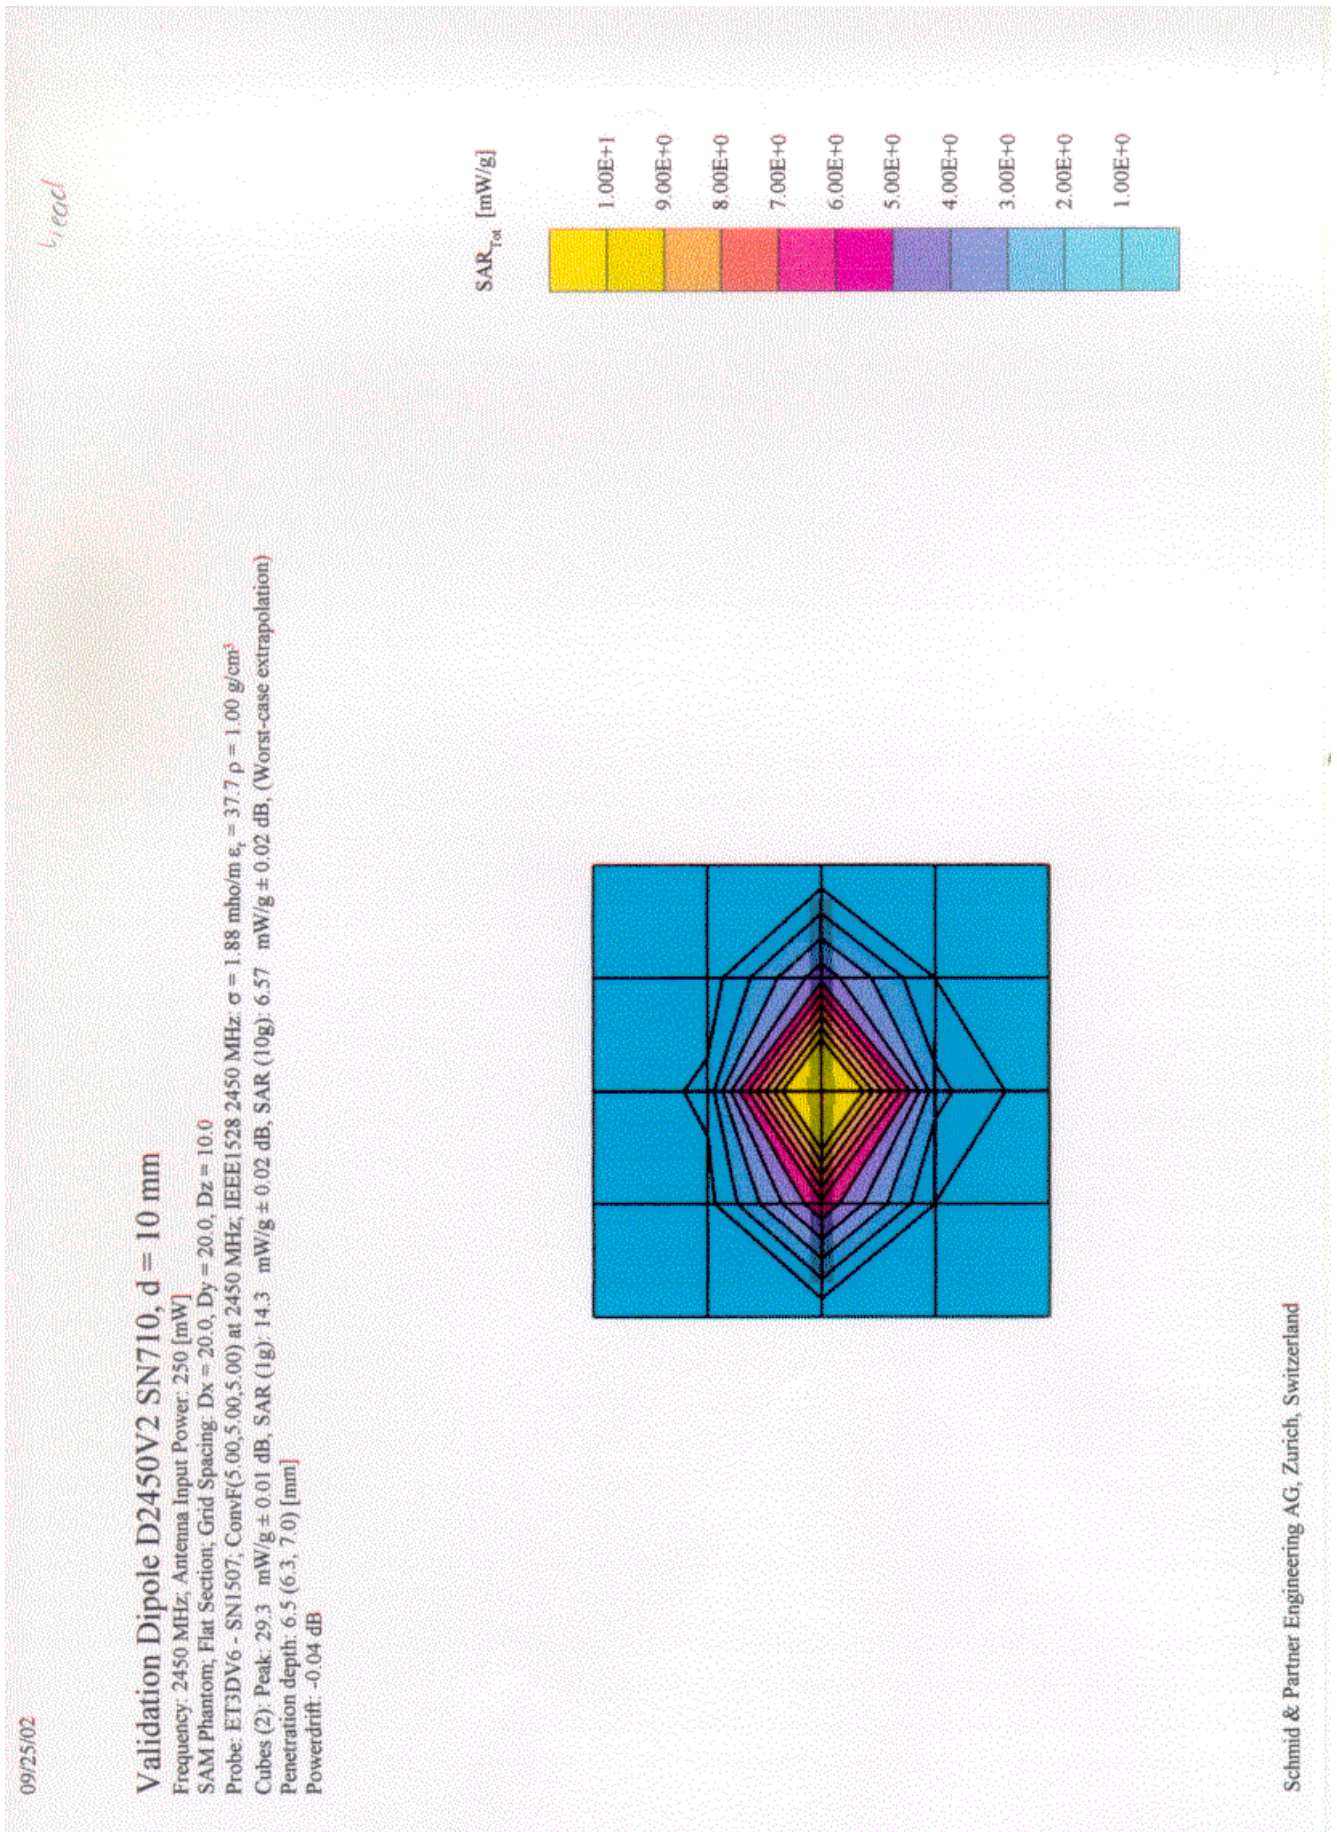 09/25/02
Head
Validation Dipole D2450V2 SN710, d = 10 mm
Frequency: 2450 MHz; Antenna Input Power: 250 [mW]
SAM Phantom; Flat Section; Grid Spacing: Dx = 20.0, Dy = 20.0, Dz = 10.0
Probe: ET3DV6 - SN1507; ConvF(5.00,5.00,5.00) at 2450 MHz; IEEE1528 2450 MHz: σ = 1.88 mho/m εr = 37.7 ρ = 1.00 g/cm³
Cubes (2): Peak: 29.3 mW/g ± 0.01 dB, SAR (1g): 14.3 mW/g ± 0.02 dB, SAR (10g): 6.57 mW/g ± 0.02 dB, (Worst-case extrapolation)
Penetration depth: 6.5 (6.3, 7.0) [mm]
Powerdrift: -0.04 dB
SARTot [mW/g]
1.00E+1
9.00E+0
8.00E+0
7.00E+0
6.00E+0
5.00E+0
4.00E+0
3.00E+0
2.00E+0
1.00E+0
Schmid & Partner Engineering AG, Zurich, Switzerland